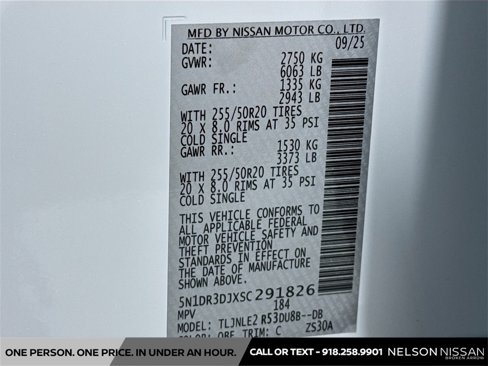 MFD BY NISSAN MOTOR CO., LTD.
DATE: 09/25
GVWR: 2750 KG
6063 LB
GAWR FR.: 1335 KG
2943 LB
WITH 255/50R20 TIRES
20 X 8.0 RIMS AT 35 PSI
COLD SINGLE
GAWR RR.: 1530 KG
3373 LB
WITH 255/50R20 TIRES
20 X 8.0 RIMS AT 35 PSI
COLD SINGLE
THIS VEHICLE CONFORMS TO
ALL APPLICABLE FEDERAL
MOTOR VEHICLE SAFETY AND
THEFT PREVENTION
STANDARDS IN EFFECT ON
THE DATE OF MANUFACTURE
SHOWN ABOVE.
5N1DR3DJXSC291826
MPV 184
MODEL: TLJNLE2 R53DU8B--DB
TRIM: C ZS30A
ONE PERSON. ONE PRICE. IN UNDER AN HOUR. CALL OR TEXT - 918.258.9901 NELSON NISSAN